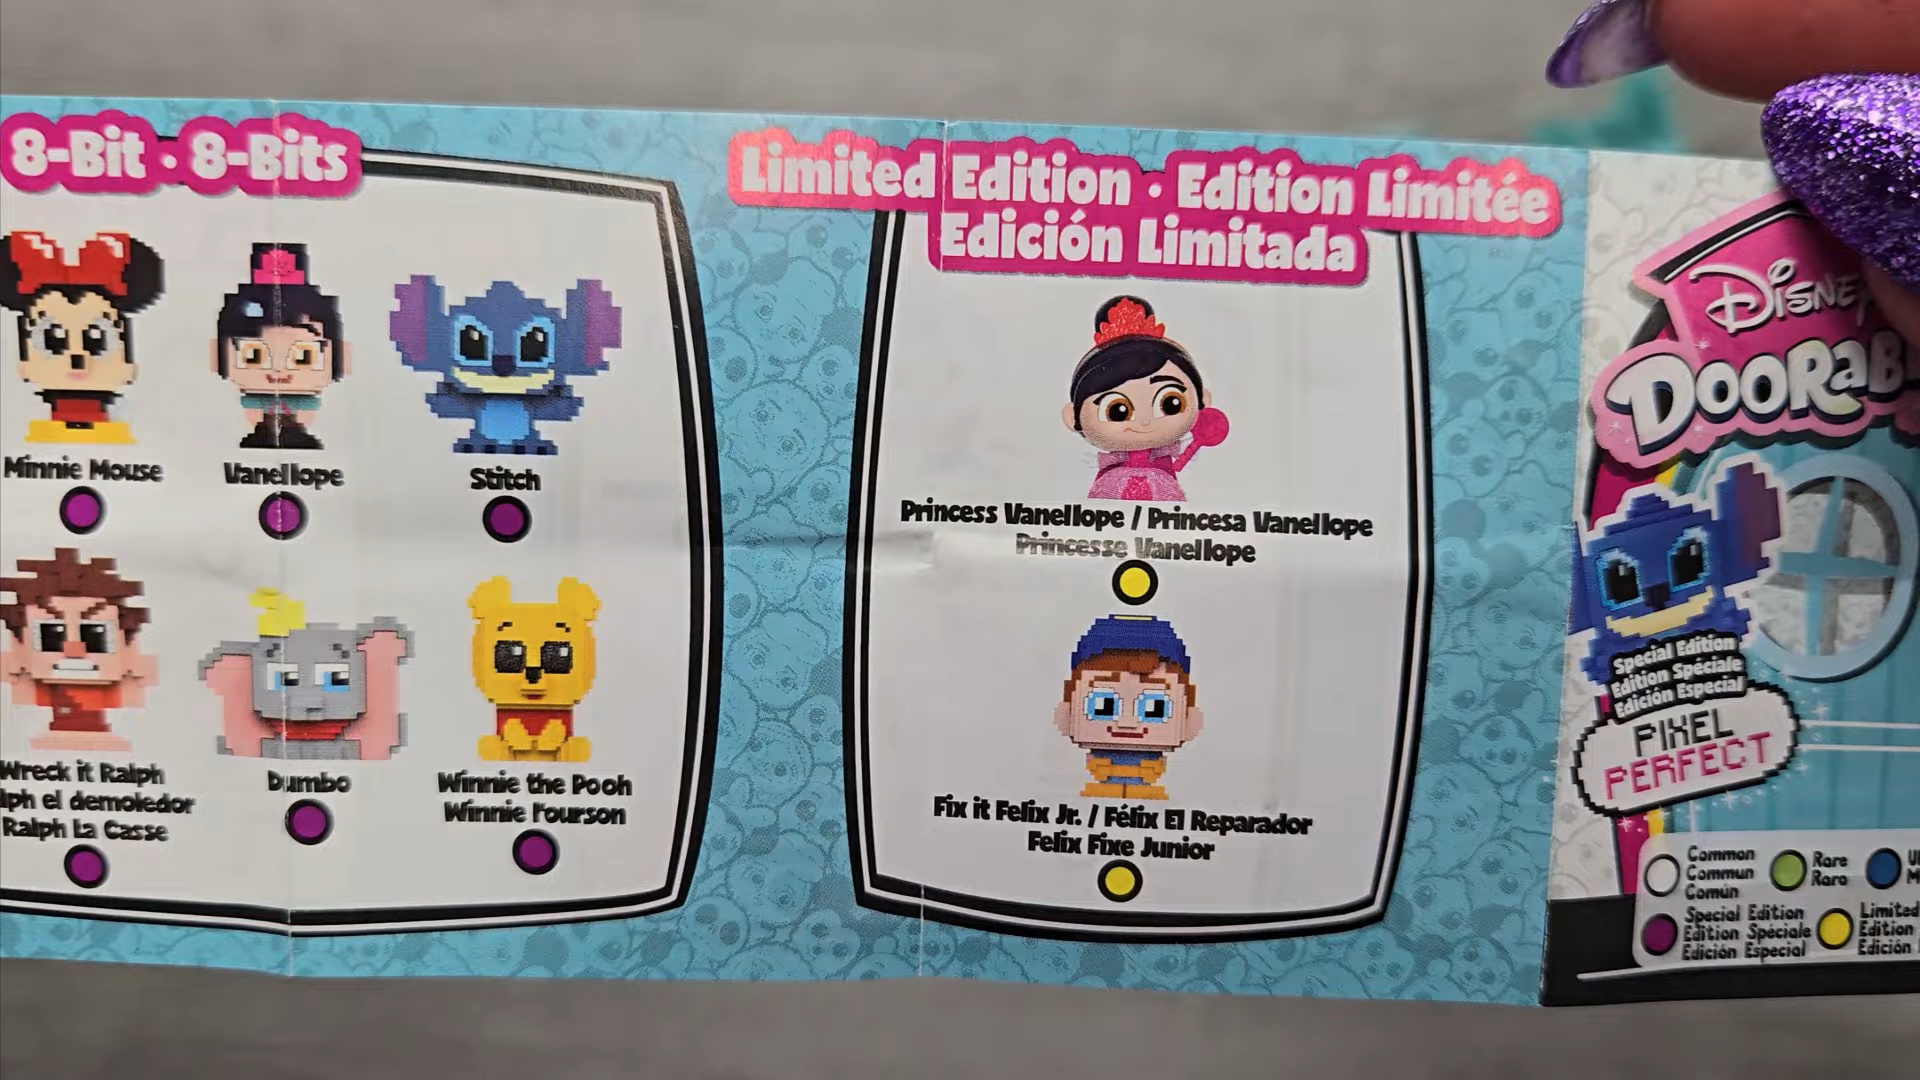 8-Bit · 8-Bits
Minnie Mouse
Vanellope
Stitch
Wreck it Ralph
lph el demoledor
Ralph La Casse
Dumbo
Winnie the Pooh
Winnie l'ourson
Limited Edition · Edition Limitée
Edición Limitada
Princess Vanellope / Princesa Vanellope
Princesse Vanellope
Fix it Felix Jr. / Félix El Reparador
Felix Fixe Junior
Disney
DOORaB
Special Edition
Edition Spéciale
Edición Especial
PIXEL
PERFECT
Common
Commun
Común
Rare
Raro
Special Edition
Edition Spéciale
Edición Especial
Limited
Edition
Edición